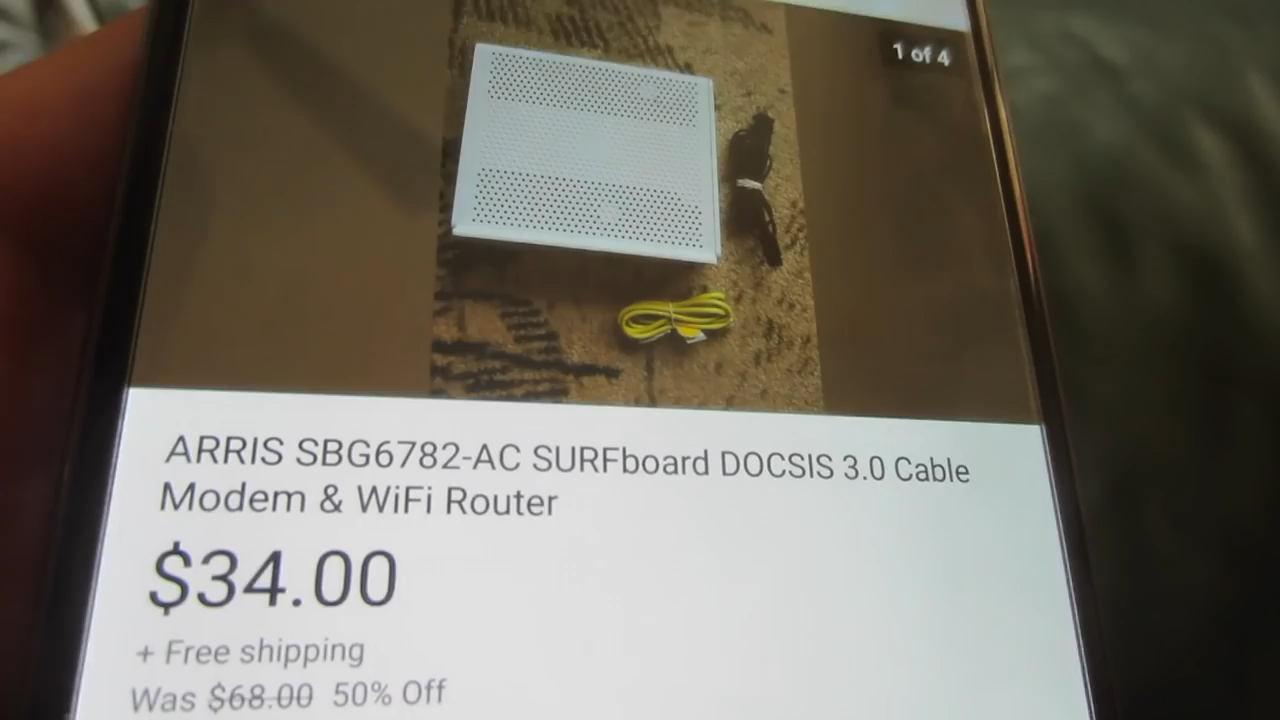 1 of 4
ARRIS SBG6782-AC SURFboard DOCSIS 3.0 Cable
Modem & WiFi Router
$34.00
+ Free shipping
Was $68.00 50% Off